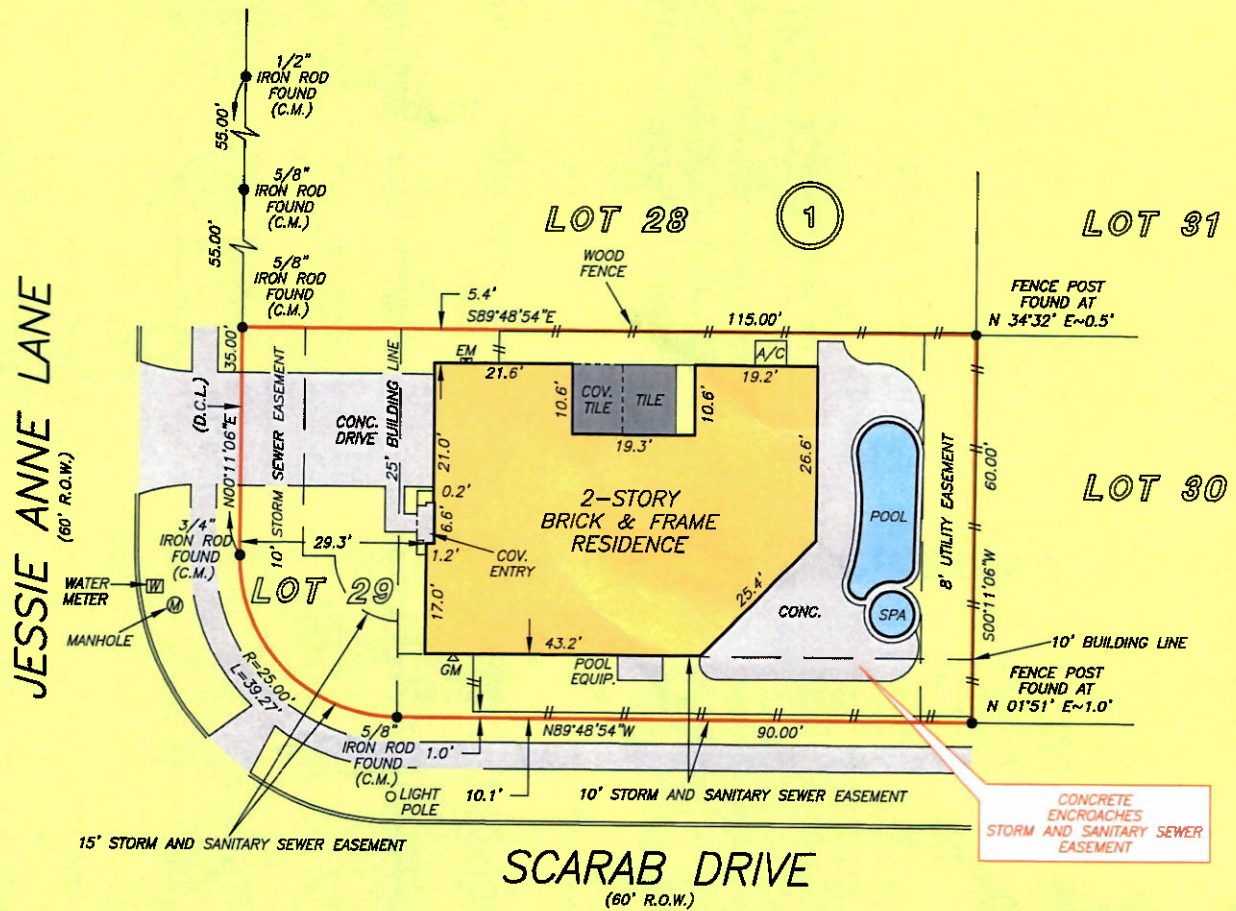 1/2"
IRON ROD
FOUND
(C.M.)
55.00'
5/8"
IRON ROD
FOUND
(C.M.)
55.00'
5/8"
IRON ROD
FOUND
(C.M.)
LOT 28
1
LOT 31
WOOD
FENCE
FENCE POST
FOUND AT
N 34°32' E~0.5'
5.4'
S89°48'54"E
115.00'
JESSIE ANNE LANE
(60' R.O.W.)
35.00'
(D.C.L.)
N00°11'06"E
10' STORM SEWER EASEMENT
CONC.
DRIVE
25' BUILDING LINE
EM
21.6'
10.6'
COV.
TILE
TILE
10.6'
19.3'
A/C
19.2'
21.0'
26.6'
0.2'
6.6'
1.2'
2-STORY
BRICK & FRAME
RESIDENCE
POOL
8' UTILITY EASEMENT
60.00'
LOT 30
S00°11'06"W
3/4"
IRON ROD
FOUND
(C.M.)
29.3'
COV.
ENTRY
WATER
METER
W
M
MANHOLE
LOT 29
17.0'
25.4'
CONC.
SPA
43.2'
GM
POOL
EQUIP.
10' BUILDING LINE
FENCE POST
FOUND AT
N 01°51' E~1.0'
R=25.00'
L=39.27'
N89°48'54"W
90.00'
5/8"
IRON ROD
FOUND
(C.M.)
1.0'
LIGHT
POLE
10.1'
10' STORM AND SANITARY SEWER EASEMENT
15' STORM AND SANITARY SEWER EASEMENT
CONCRETE
ENCROACHES
STORM AND SANITARY SEWER
EASEMENT
SCARAB DRIVE
(60' R.O.W.)